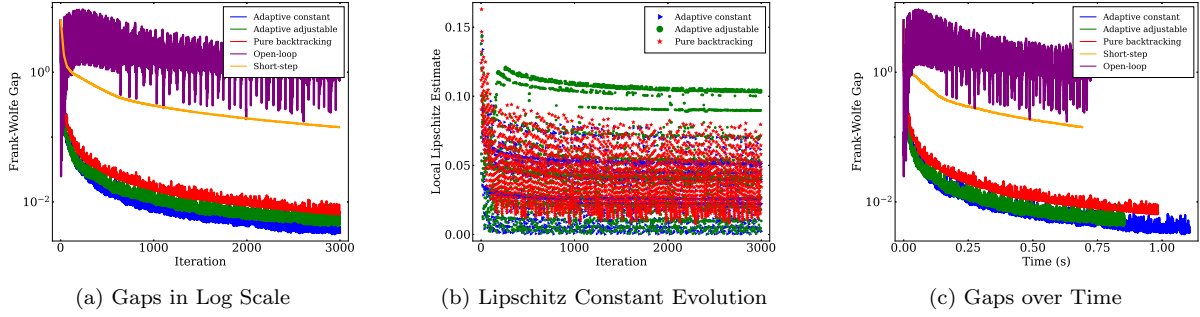 Frank-Wolfe Gap
10⁰
10⁻²
0
1000
2000
3000
Iteration
Adaptive constant
Adaptive adjustable
Pure backtracking
Open-loop
Short-step
(a) Gaps in Log Scale
Local Lipschitz Estimate
0.15
0.10
0.05
0.00
0
1000
2000
3000
Iteration
Adaptive constant
Adaptive adjustable
Pure backtracking
(b) Lipschitz Constant Evolution
Frank-Wolfe Gap
10⁰
10⁻²
0.00
0.25
0.50
0.75
1.00
Time (s)
Adaptive constant
Adaptive adjustable
Pure backtracking
Short-step
Open-loop
(c) Gaps over Time